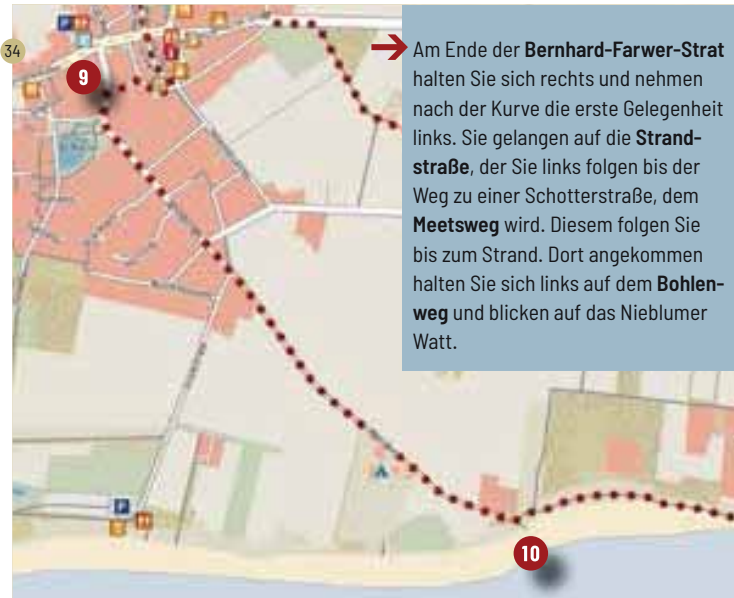 34
9
Am Ende der Bernhard-Farwer-Strat
halten Sie sich rechts und nehmen
nach der Kurve die erste Gelegenheit
links. Sie gelangen auf die Strand-
straße, der Sie links folgen bis der
Weg zu einer Schotterstraße, dem
Meetsweg wird. Diesem folgen Sie
bis zum Strand. Dort angekommen
halten Sie sich links auf dem Bohlen-
weg und blicken auf das Nieblumer
Watt.
P
P
10